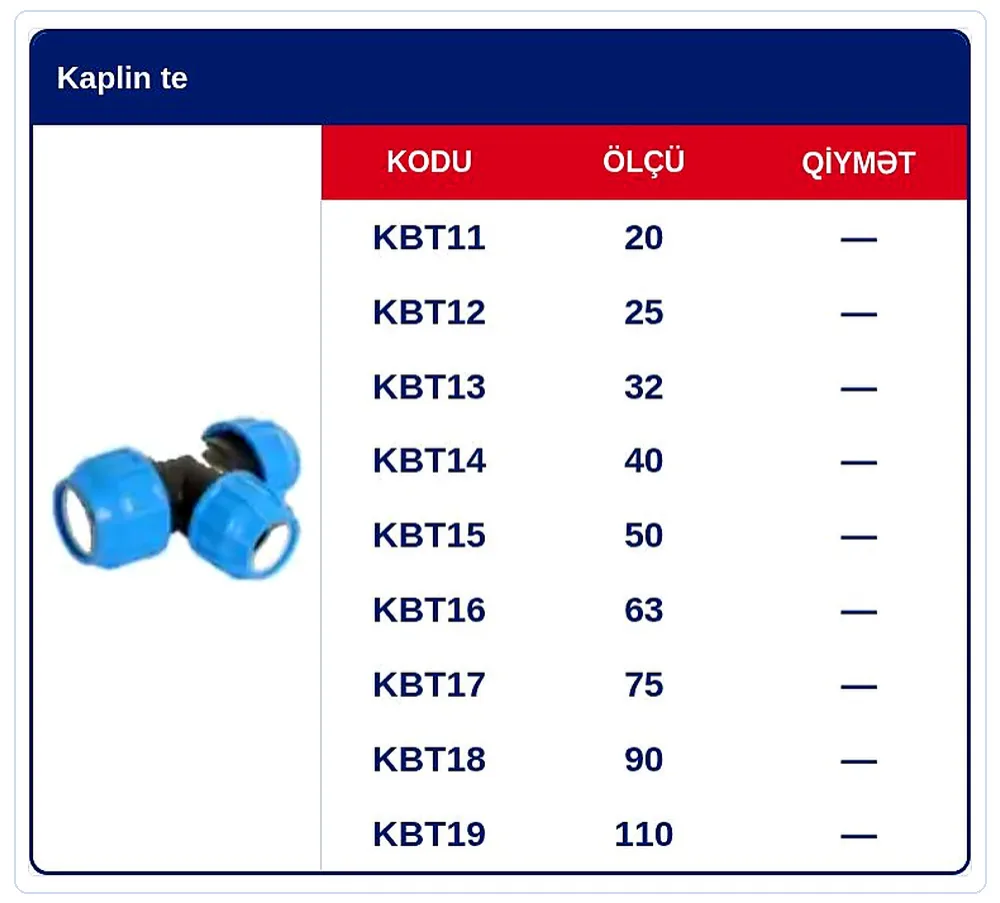 Kaplin te
KODU ÖLÇÜ QİYMƏT
KBT11 20 —
KBT12 25 —
KBT13 32 —
KBT14 40 —
KBT15 50 —
KBT16 63 —
KBT17 75 —
KBT18 90 —
KBT19 110 —